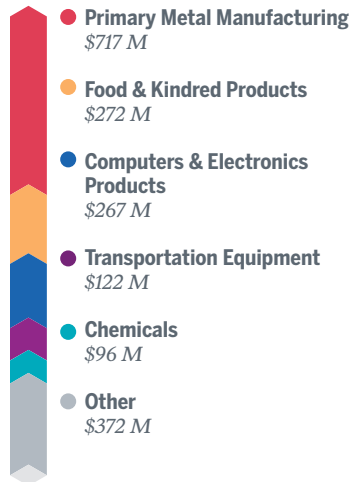 Primary Metal Manufacturing
$717 M
Food & Kindred Products
$272 M
Computers & Electronics
Products
$267 M
Transportation Equipment
$122 M
Chemicals
$96 M
Other
$372 M